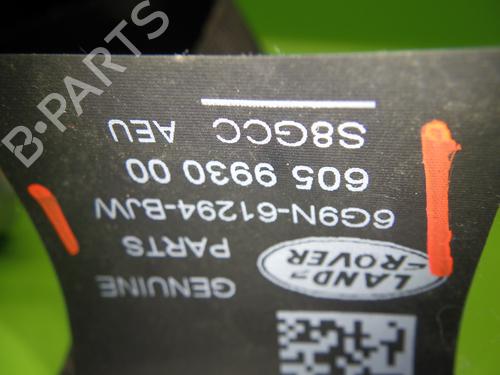 GENUINE
PARTS
LAND
ROVER
6G9N-61294-BJW
605 9930 00
S8GCC AEU
B-PARTS